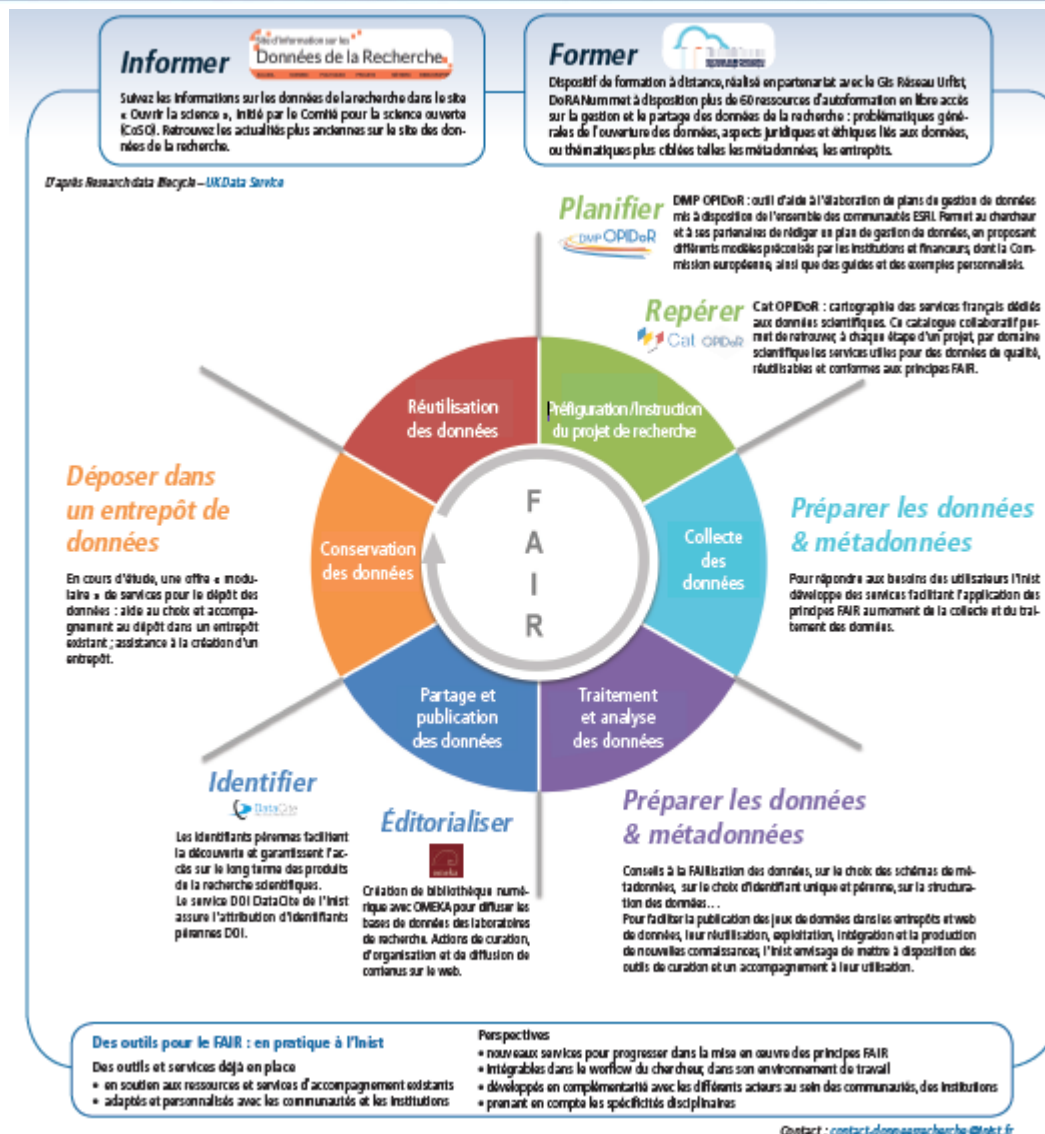 Informer
Site d'information sur les
Données de la Recherche
Suivez les informations sur les données de la recherche dans le site
« Ouvrir la science », initié par le Comité pour la science ouverte
(CoSO). Retrouvez les actualités plus anciennes sur le site des don-
nées de la recherche.
Former
Dispositif de formation à distance, réalisé en partenariat avec le Gis Réseau Urfist,
DoRANum met à disposition plus de 60 ressources d'autoformation en libre accès
sur la gestion et le partage des données de la recherche : problématiques géné-
rales de l'ouverture des données, aspects juridiques et éthiques liés aux données,
ou thématiques plus ciblées telles les métadonnées, les entrepôts.
D'après Research data lifecycle – UK Data Service
Planifier
DMP OPIDoR
DMP OPIDoR : outil d'aide à l'élaboration de plans de gestion de données
mis à disposition de l'ensemble des communautés ESRI. Permet au chercheur
et à ses partenaires de rédiger un plan de gestion de données, en proposant
différents modèles préconisés par les institutions et financeurs, dont la Com-
mission européenne, ainsi que des guides et des exemples personnalisés.
Repérer
Cat OPIDoR
Cat OPIDoR : cartographie des services français dédiés
aux données scientifiques. Ce catalogue collaboratif per-
met de retrouver, à chaque étape d'un projet, par domaine
scientifique les services utiles pour des données de qualité,
réutilisables et conformes aux principes FAIR.
Réutilisation
des données
Préfiguration/Instruction
du projet de recherche
Conservation
des données
F
A
I
R
Collecte
des
données
Partage et
publication
des données
Traitement
et analyse
des données
Déposer dans
un entrepôt de
données
En cours d'étude, une offre « modu-
laire » de services pour le dépôt des
données : aide au choix et accompa-
gnement au dépôt dans un entrepôt
existant ; assistance à la création d'un
entrepôt.
Préparer les données
& métadonnées
Pour répondre aux besoins des utilisateurs l'Inist
développe des services facilitant l'application des
principes FAIR au moment de la collecte et du trai-
tement des données.
Identifier
DataCite
Les identifiants pérennes facilitent
la découverte et garantissent l'ac-
cès sur le long terme des produits
de la recherche scientifiques.
Le service DOI DataCite de l'Inist
assure l'attribution d'identifiants
pérennes DOI.
Éditorialiser
omeka
Création de bibliothèque numé-
rique avec OMEKA pour diffuser les
bases de données des laboratoires
de recherche. Actions de curation,
d'organisation et de diffusion de
contenus sur le web.
Préparer les données
& métadonnées
Conseils à la FAIRisation des données, sur le choix des schémas de mé-
tadonnées, sur le choix d'identifiant unique et pérenne, sur la structura-
tion des données…
Pour faciliter la publication des jeux de données dans les entrepôts et web
de données, leur réutilisation, exploitation, intégration et la production
de nouvelles connaissances, l'Inist envisage de mettre à disposition des
outils de curation et un accompagnement à leur utilisation.
Des outils pour le FAIR : en pratique à l'Inist
Des outils et services déjà en place
• en soutien aux ressources et services d'accompagnement existants
• adaptés et personnalisés avec les communautés et les institutions
Perspectives
• nouveaux services pour progresser dans la mise en œuvre des principes FAIR
• intégrables dans le worflow du chercheur, dans son environnement de travail
• développés en complémentarité avec les différents acteurs au sein des communautés, des institutions
• prenant en compte les spécificités disciplinaires
Contact : contact-donneesrecherche@inist.fr